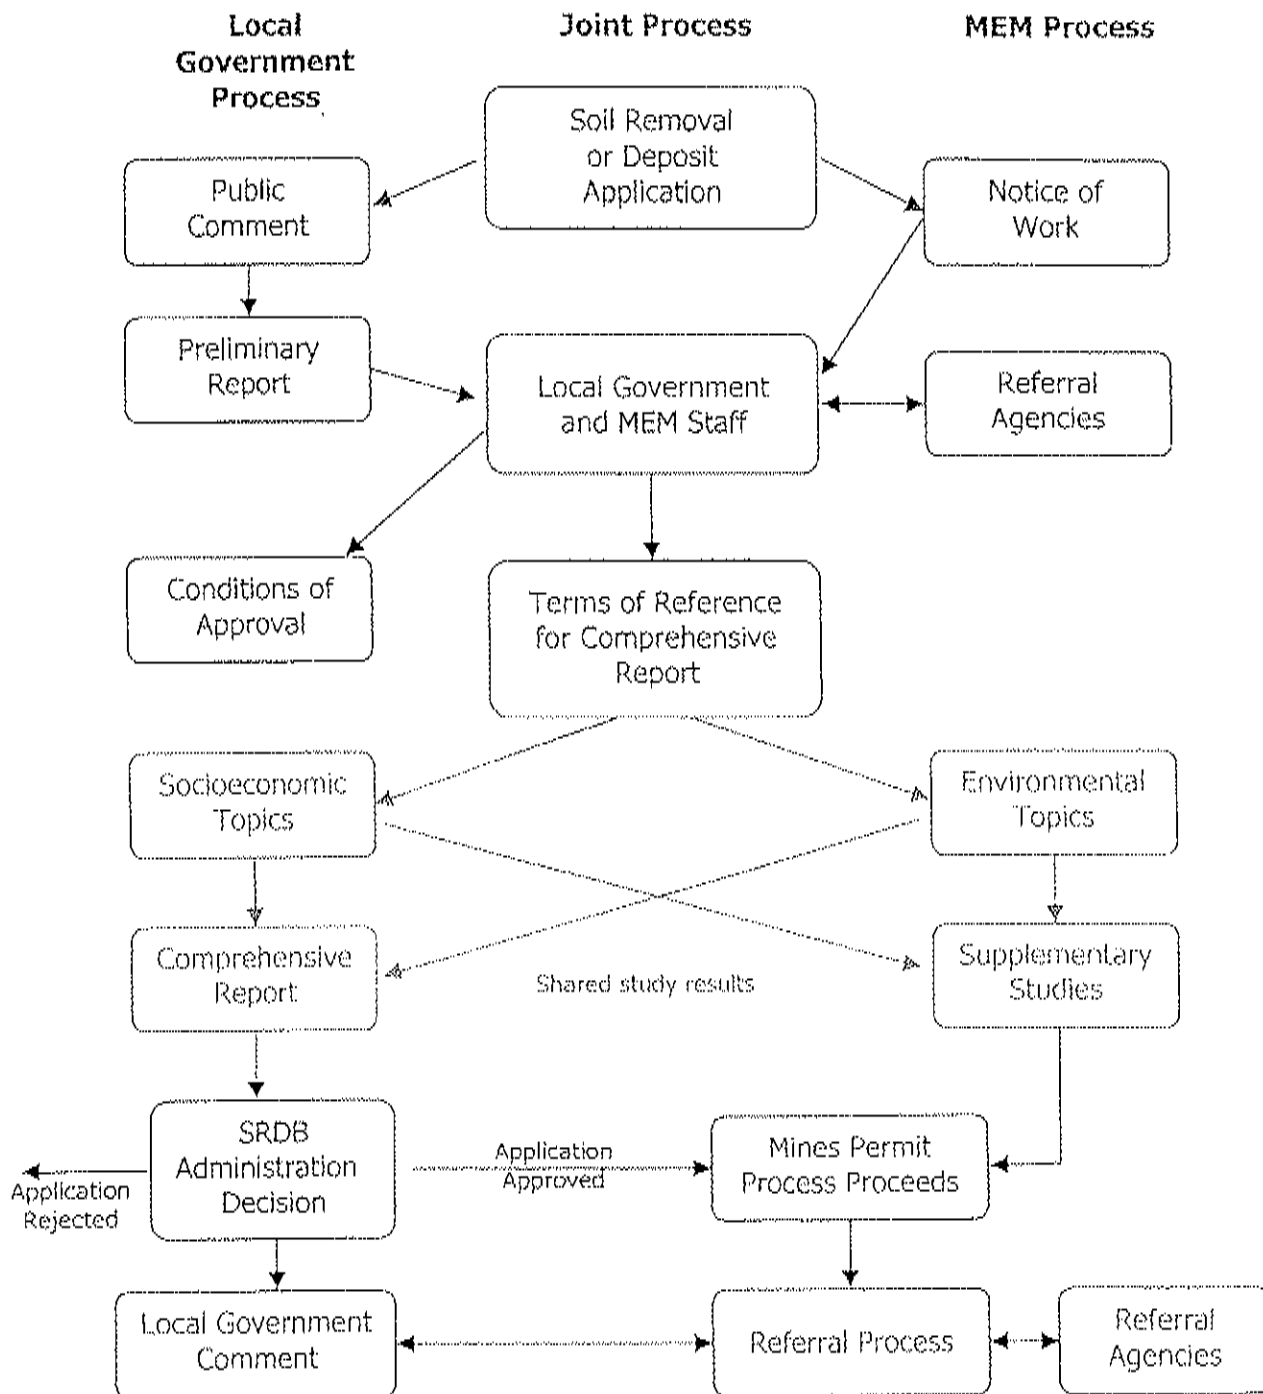 Local
Government
Process
Joint Process
MEM Process
Soil Removal
or Deposit
Application
Public
Comment
Notice of
Work
Preliminary
Report
Local Government
and MEM Staff
Referral
Agencies
Conditions of
Approval
Terms of Reference
for Comprehensive
Report
Socioeconomic
Topics
Environmental
Topics
Comprehensive
Report
Shared study results
Supplementary
Studies
SRDB
Administration
Decision
Application
Rejected
Application
Approved
Mines Permit
Process Proceeds
Local Government
Comment
Referral Process
Referral
Agencies